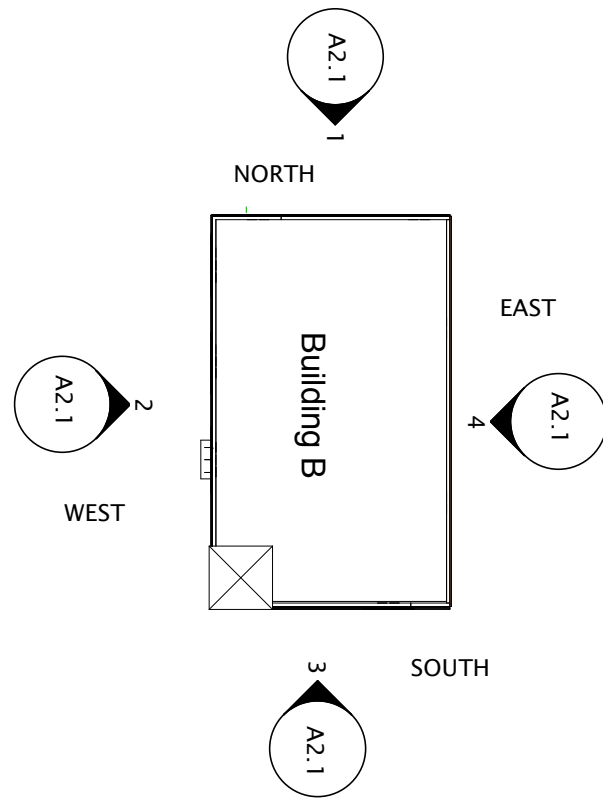 A2.1
1
NORTH
EAST
Building B
A2.1
2
4
A2.1
WEST
3
SOUTH
A2.1